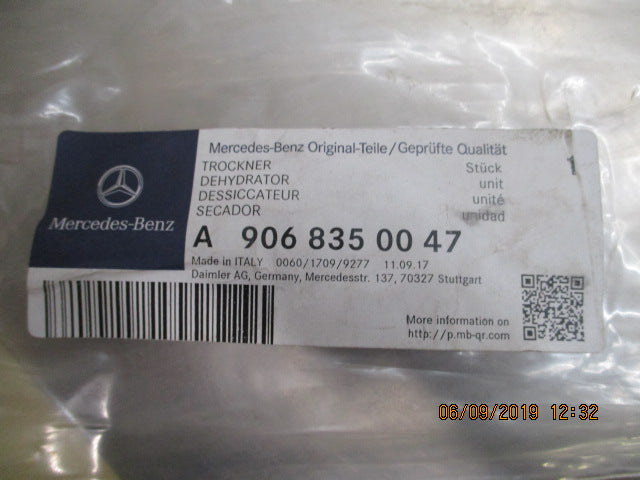 Mercedes-Benz Original-Teile/Geprüfte Qualität
TROCKNER Stück 1
DEHYDRATOR unit
DESSICCATEUR unité
SECADOR unidad
Mercedes-Benz
A 906 835 00 47
Made in ITALY 0060/1709/9277 11.09.17
Daimler AG, Germany, Mercedesstr. 137, 70327 Stuttgart
More information on
http://p.mb-qr.com
06/09/2019 12:32